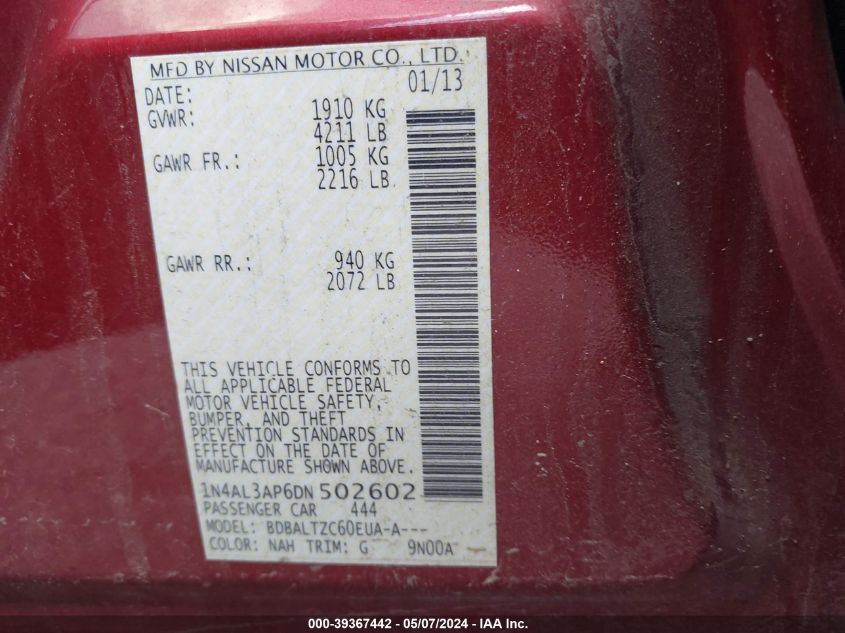 MFD BY NISSAN MOTOR CO., LTD.
DATE: 01/13
GVWR: 1910 KG
4211 LB
GAWR FR.: 1005 KG
2216 LB
GAWR RR.: 940 KG
2072 LB
THIS VEHICLE CONFORMS TO
ALL APPLICABLE FEDERAL
MOTOR VEHICLE SAFETY,
BUMPER, AND THEFT
PREVENTION STANDARDS IN
EFFECT ON THE DATE OF
MANUFACTURE SHOWN ABOVE.
1N4AL3AP6DN 502602
PASSENGER CAR 444
MODEL: BDBALTZC60EUA-A---
COLOR: NAH TRIM: G 9N00A
000-39367442 - 05/07/2024 - IAA Inc.